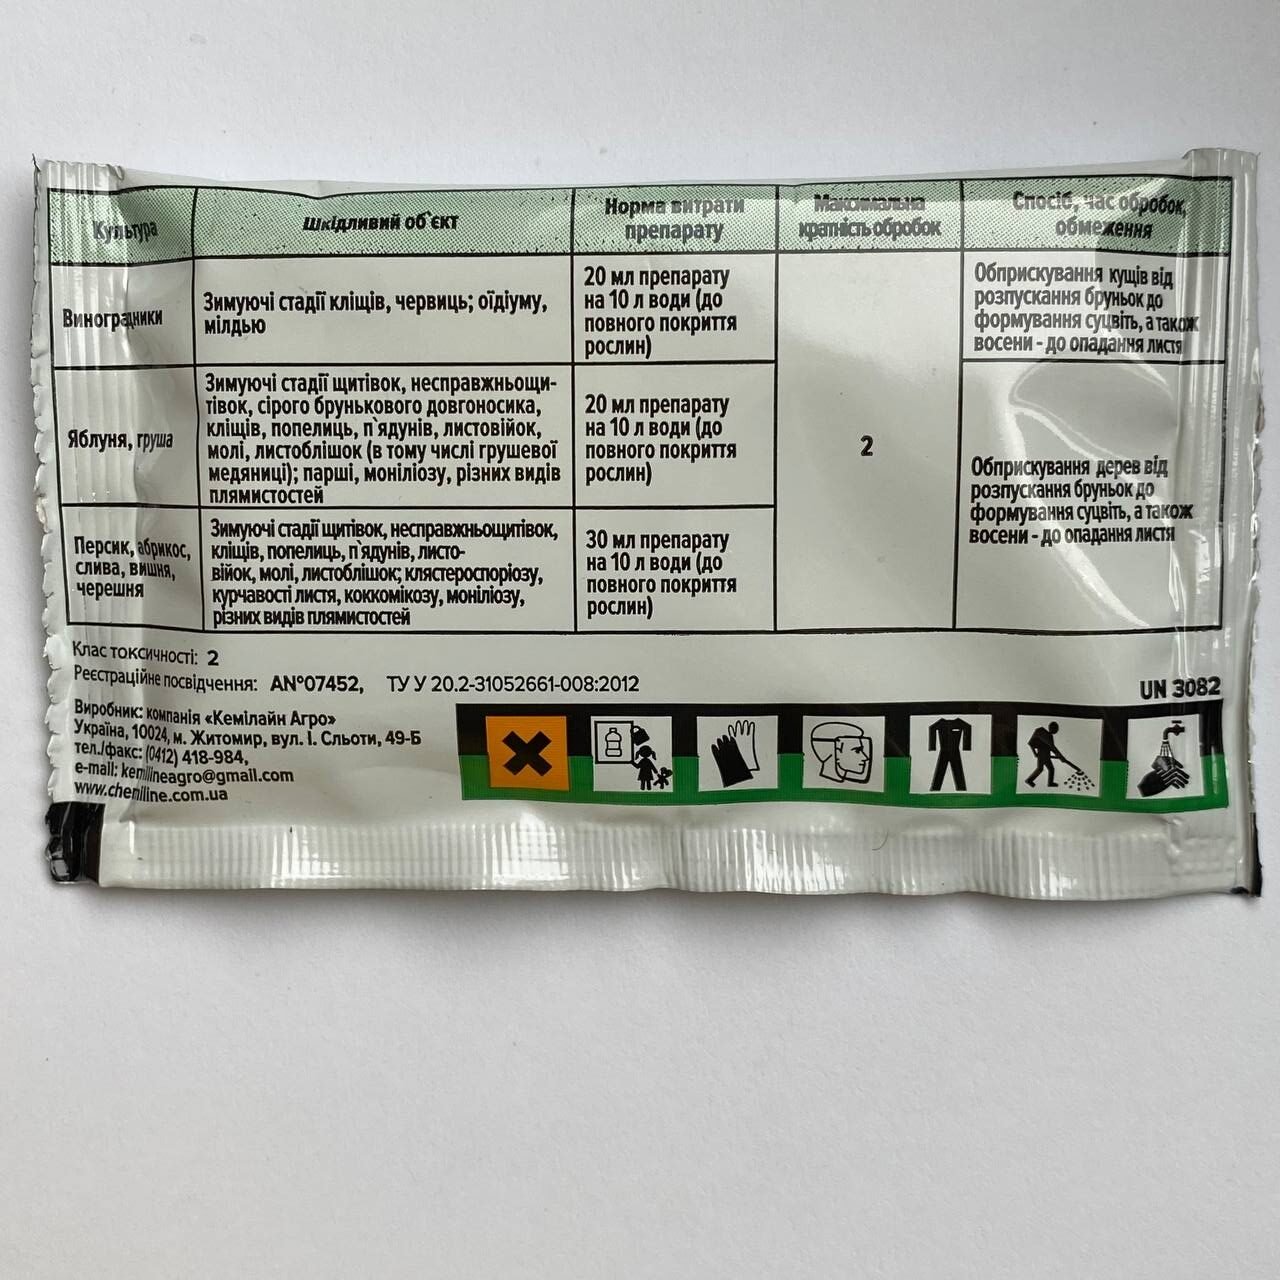 Культура
Шкідливий об`єкт
Норма витрати
препарату
Максимальна
кратність обробок
Спосіб, час обробок,
обмеження
Виноградники
Зимуючі стадії кліщів, червиць; оїдіуму,
мілдью
20 мл препарату
на 10 л води (до
повного покриття
рослин)
2
Обприскування кущів від
розпускання бруньок до
формування суцвіть, а також
восени - до опадання листя
Яблуня, груша
Зимуючі стадії щитівок, несправжньощи-
тівок, сірого брунькового довгоносика,
кліщів, попелиць, п`ядунів, листовійок,
молі, листоблішок (в тому числі грушевої
медяниці); парші, моніліозу, різних видів
плямистостей
20 мл препарату
на 10 л води (до
повного покриття
рослин)
Обприскування дерев від
розпускання бруньок до
формування суцвіть, а також
восени - до опадання листя
Персик, абрикос,
слива, вишня,
черешня
Зимуючі стадії щитівок, несправжньощитівок,
кліщів, попелиць, п`ядунів, листо-
війок, молі, листоблішок; клястероспоріозу,
курчавості листя, коккомікозу, моніліозу,
різних видів плямистостей
30 мл препарату
на 10 л води (до
повного покриття
рослин)
Клас токсичності: 2
Реєстраційне посвідчення: АN°07452, ТУ У 20.2-31052661-008:2012
UN 3082
Виробник: компанія «Кемілайн Агро»
Україна, 10024, м. Житомир, вул. І. Сльоти, 49-Б
тел./факс: (0412) 418-984,
e-mail: kemilineagro@gmail.com
www.chemiline.com.ua